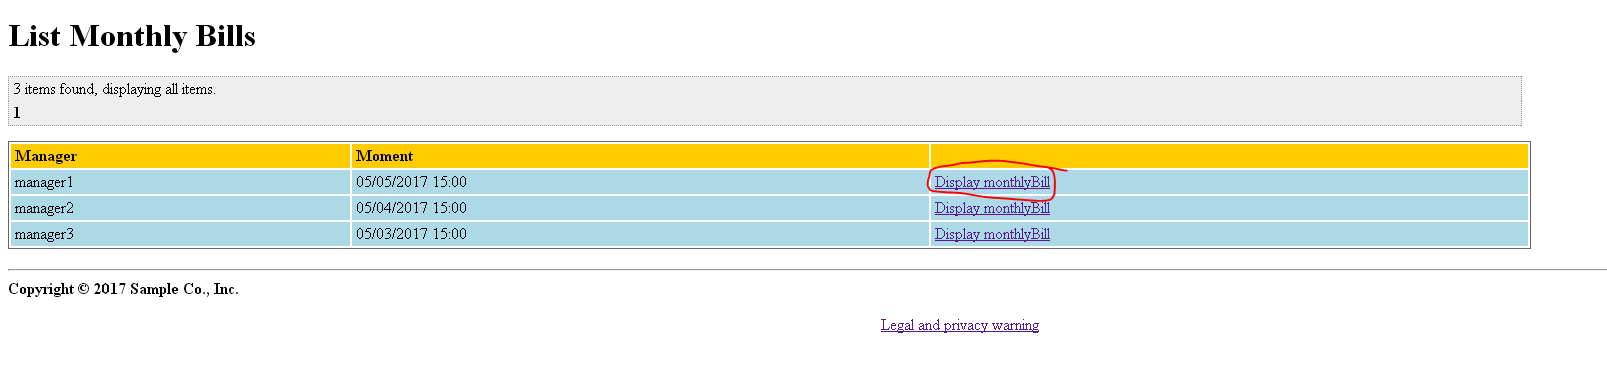 List Monthly Bills
3 items found, displaying all items.
1
Manager Moment
manager1 05/05/2017 15:00 Display monthlyBill
manager2 05/04/2017 15:00 Display monthlyBill
manager3 05/03/2017 15:00 Display monthlyBill
Copyright © 2017 Sample Co., Inc.
Legal and privacy warning